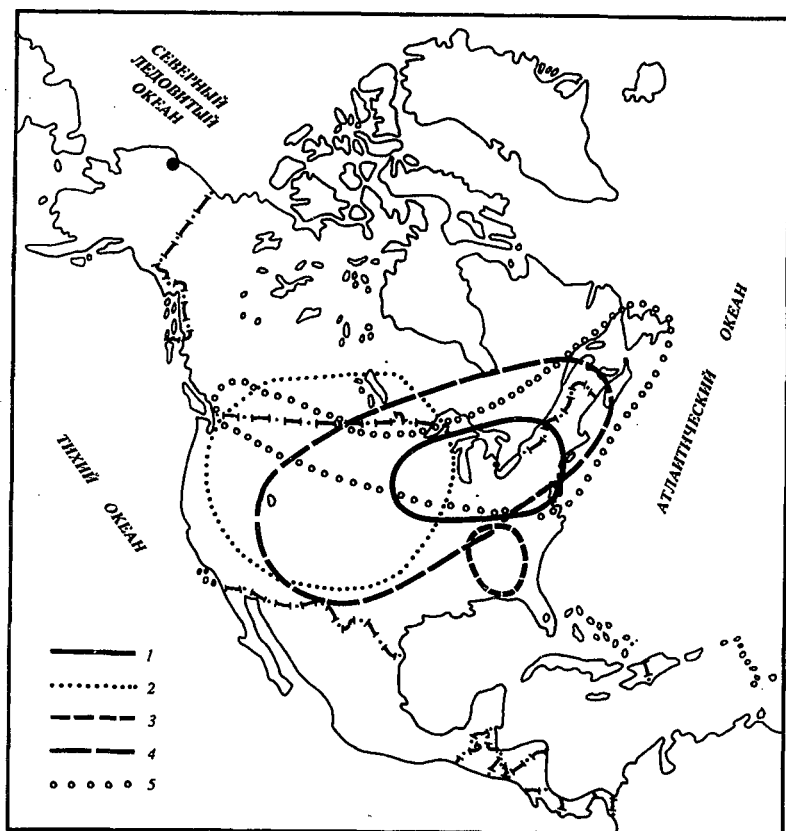 СЕВЕРНЫЙ
ЛЕДОВИТЫЙ
ОКЕАН
ТИХИЙ
ОКЕАН
АТЛАНТИЧЕСКИЙ ОКЕАН
1
2
3
4
5